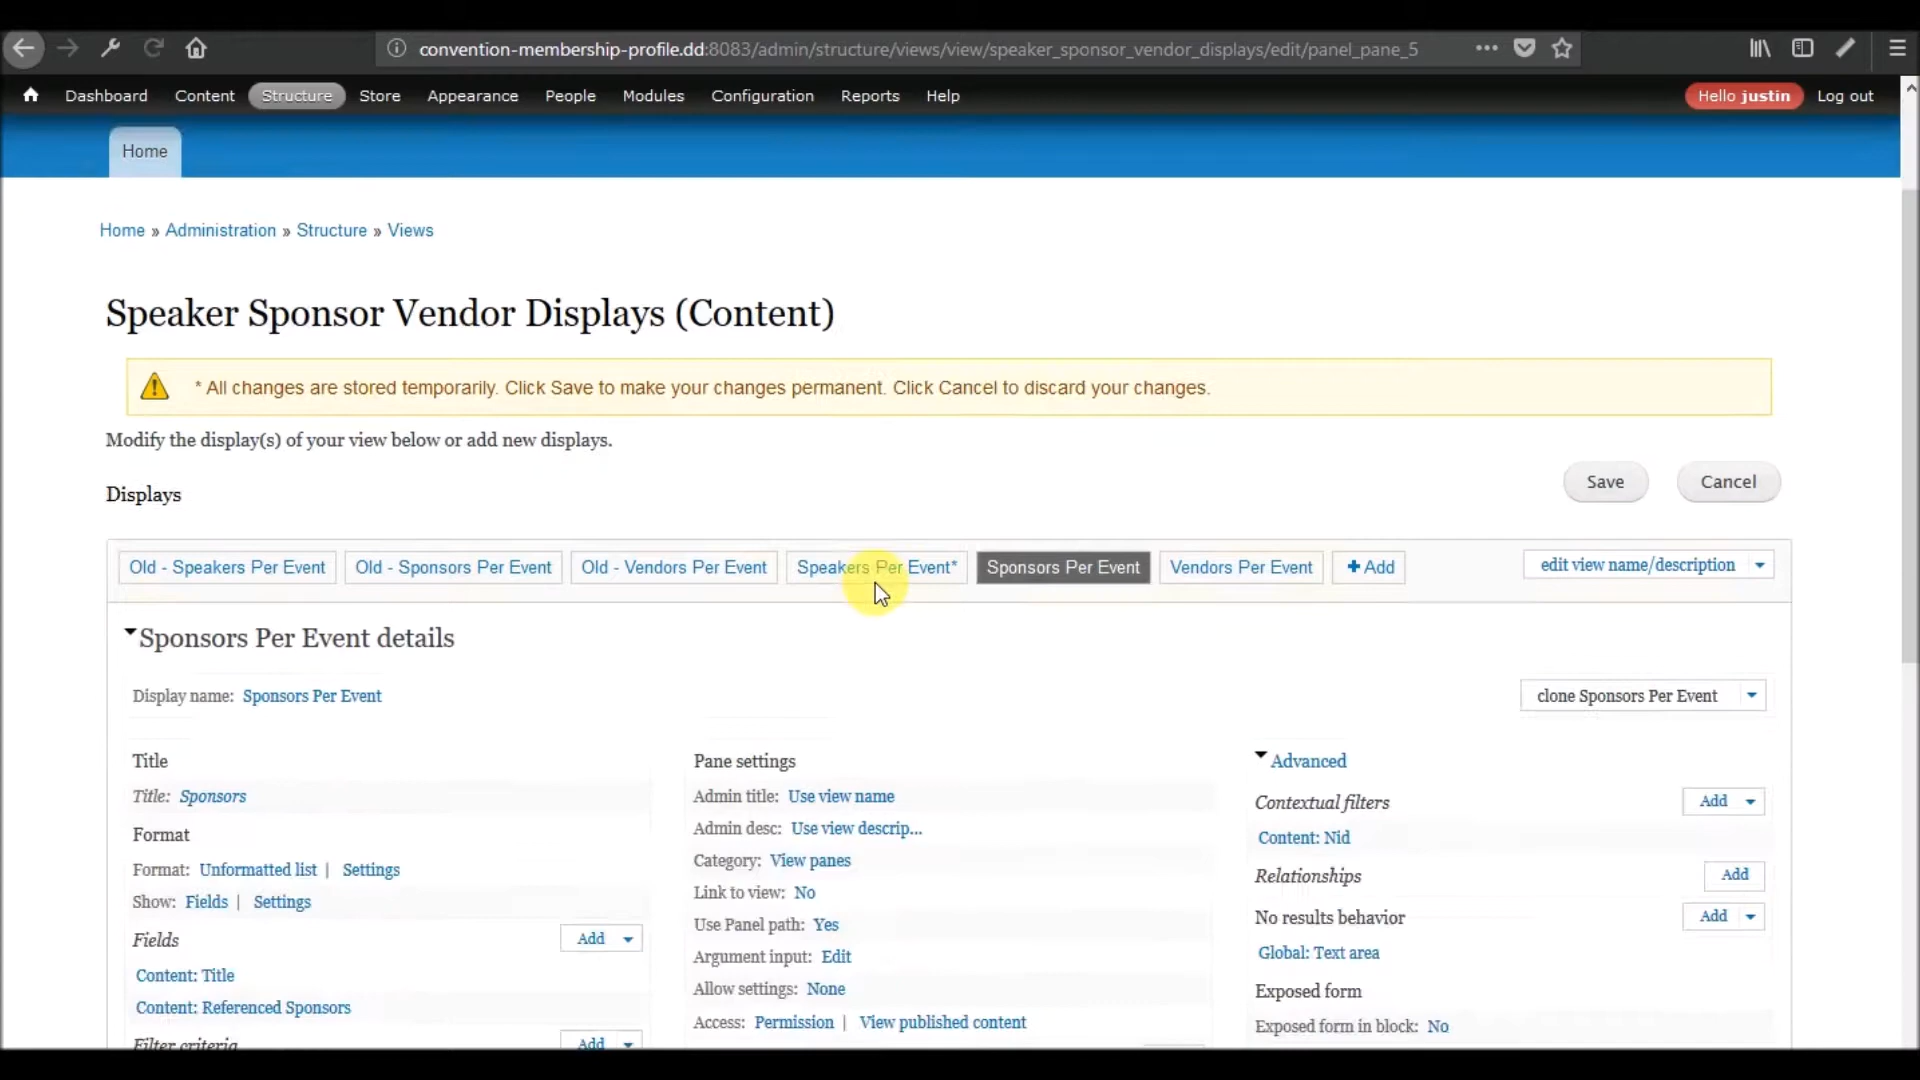 convention-membership-profile.dd:8083/admin/structure/views/view/speaker_sponsor_vendor_displays/edit/panel_pane_5
Dashboard Content Structure Store Appearance People Modules Configuration Reports Help Hello justin Log out
Home
Home » Administration » Structure » Views
Speaker Sponsor Vendor Displays (Content)
* All changes are stored temporarily. Click Save to make your changes permanent. Click Cancel to discard your changes.
Modify the display(s) of your view below or add new displays.
Save Cancel
Displays
Old - Speakers Per Event Old - Sponsors Per Event Old - Vendors Per Event Speakers Per Event* Sponsors Per Event Vendors Per Event + Add edit view name/description
Sponsors Per Event details
Display name: Sponsors Per Event
clone Sponsors Per Event
Title
Title: Sponsors
Format
Format: Unformatted list | Settings
Show: Fields | Settings
Fields
Add
Content: Title
Content: Referenced Sponsors
Filter criteria
Add
Pane settings
Admin title: Use view name
Admin desc: Use view descrip...
Category: View panes
Link to view: No
Use Panel path: Yes
Argument input: Edit
Allow settings: None
Access: Permission | View published content
Advanced
Contextual filters
Add
Content: Nid
Relationships
Add
No results behavior
Add
Global: Text area
Exposed form
Exposed form in block: No